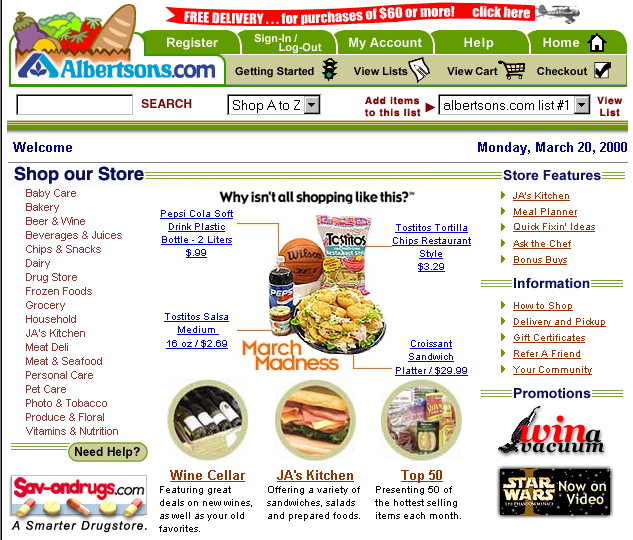 FREE DELIVERY . . . for purchases of $60 or more! click here
Register
Sign-In /
Log-Out
My Account
Help
Home
Albertsons.com
Getting Started
View Lists
View Cart
Checkout
SEARCH
Shop A to Z
Add items
to this list
albertsons.com list #1
View
List
Welcome
Monday, March 20, 2000
Shop our Store
Baby Care
Bakery
Beer & Wine
Beverages & Juices
Chips & Snacks
Dairy
Drug Store
Frozen Foods
Grocery
Household
JA's Kitchen
Meat Deli
Meat & Seafood
Personal Care
Pet Care
Photo & Tobacco
Produce & Floral
Vitamins & Nutrition
Need Help?
Sav-ondrugs.com
A Smarter Drugstore.
Why isn't all shopping like this?℠
Pepsi Cola Soft
Drink Plastic
Bottle - 2 Liters
$.99
Wilson
JET
TOSTITOS
PEPSI
Tostitos Tortilla
Chips Restaurant
Style
$3.29
Tostitos Salsa
Medium
16 oz / $2.69
March
Madness
Croissant
Sandwich
Platter / $29.99
Wine Cellar
Featuring great
deals on new wines,
as well as your old
favorites.
JA's Kitchen
Offering a variety of
sandwiches, salads
and prepared foods.
Top 50
Presenting 50 of
the hottest selling
items each month.
Store Features
JA's Kitchen
Meal Planner
Quick Fixin' Ideas
Ask the Chef
Bonus Buys
Information
How to Shop
Delivery and Pickup
Gift Certificates
Refer A Friend
Your Community
Promotions
win a
vacuum
STAR
WARS
I
THE PHANTOM MENACE
Now on
Video